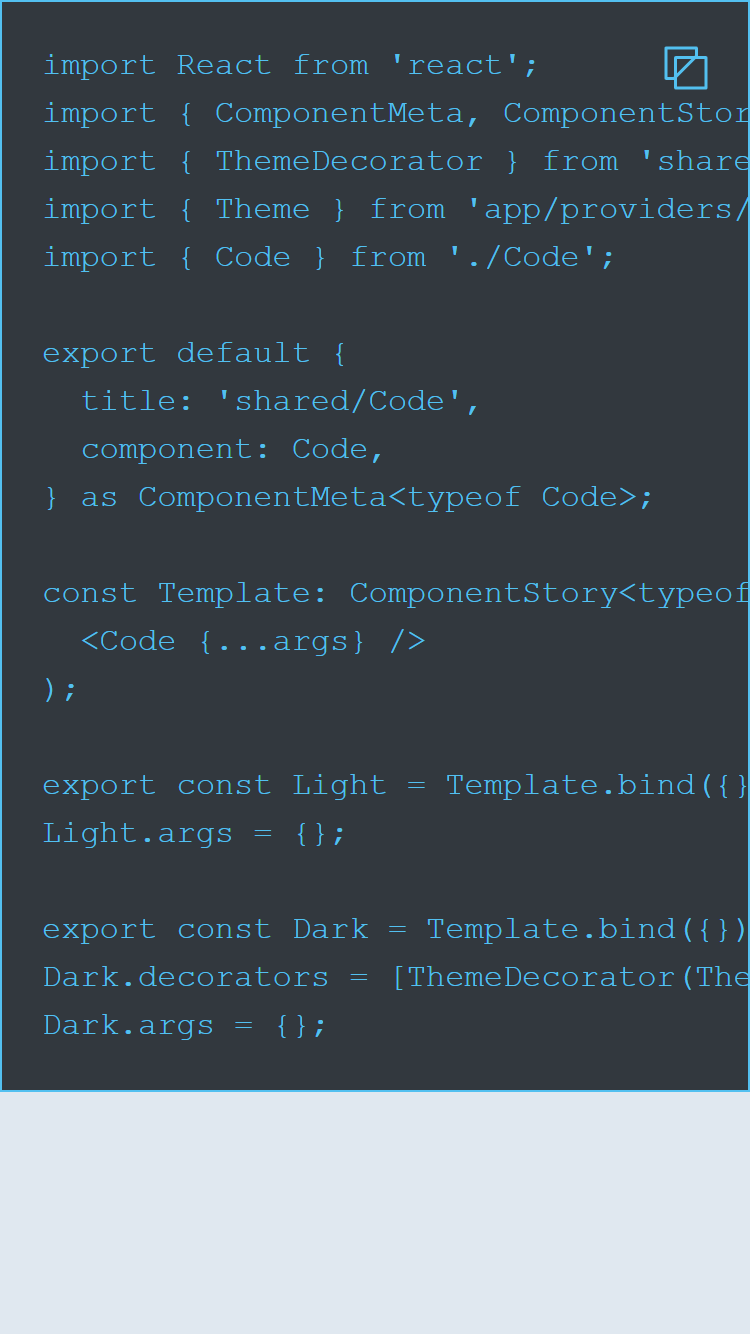 import React from 'react';
import { ComponentMeta, ComponentStor
import { ThemeDecorator } from 'share
import { Theme } from 'app/providers/
import { Code } from './Code';

export default {
  title: 'shared/Code',
  component: Code,
} as ComponentMeta<typeof Code>;

const Template: ComponentStory<typeof
  <Code {...args} />
);

export const Light = Template.bind({}
Light.args = {};

export const Dark = Template.bind({})
Dark.decorators = [ThemeDecorator(The
Dark.args = {};